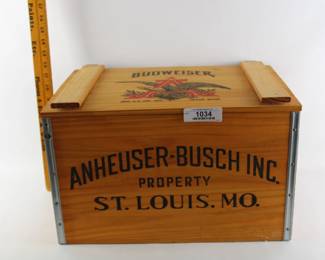 BUDWEISER
1034
ANHEUSER-BUSCH INC.
PROPERTY
ST. LOUIS. MO.